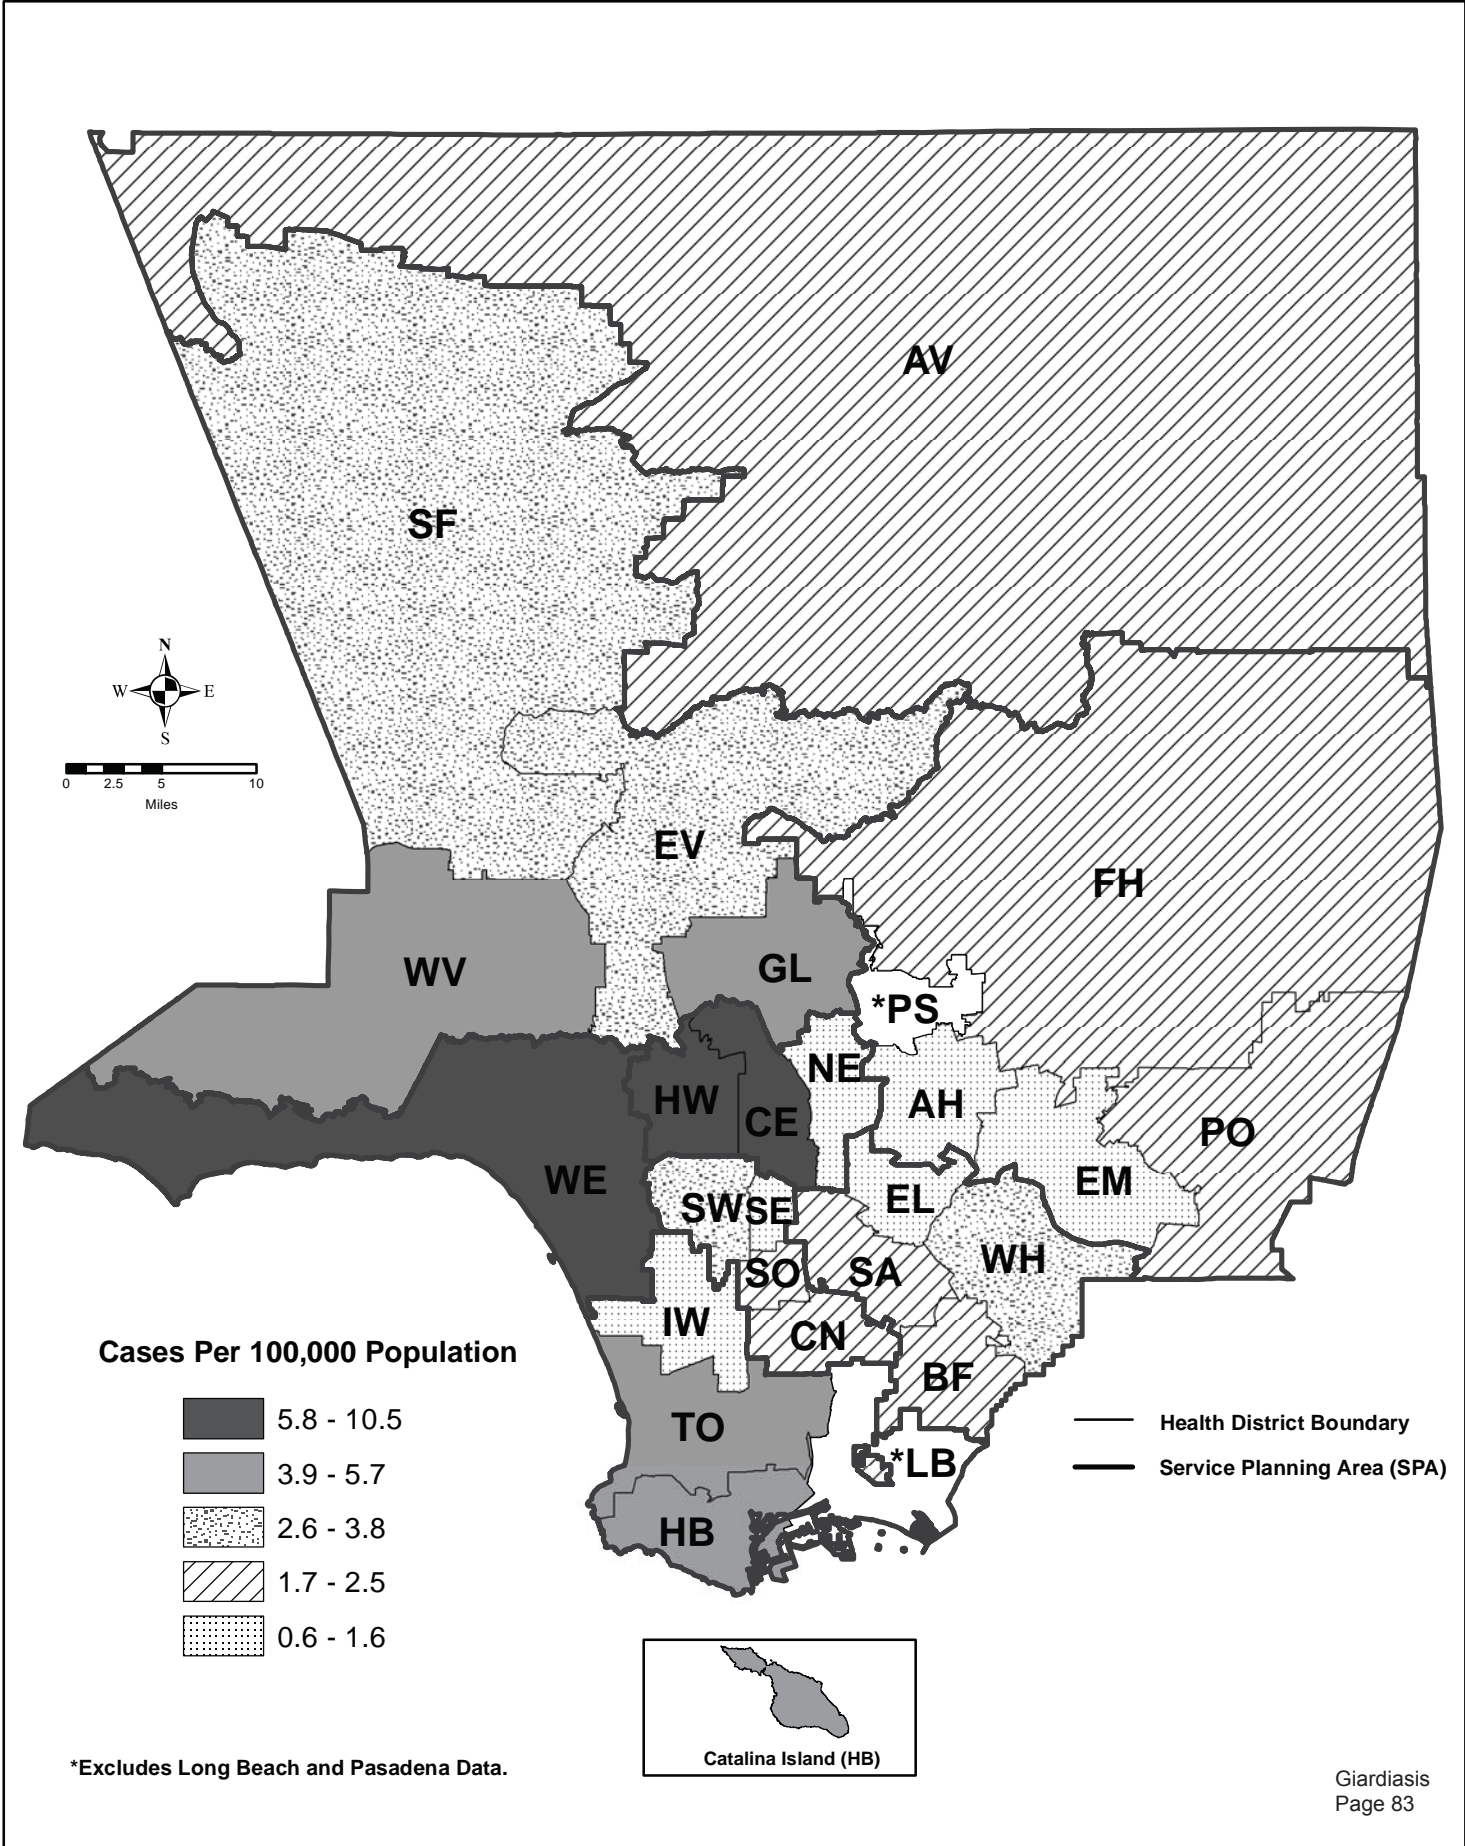 AV
SF
N
W E
S
0 2.5 5 10
Miles
EV
FH
WV
GL
*PS
NE
HW
AH
CE
PO
WE
EM
EL
SW
SE
WH
SO
SA
IW
CN
BF
TO
*LB
HB
Cases Per 100,000 Population
5.8 - 10.5
3.9 - 5.7
2.6 - 3.8
1.7 - 2.5
0.6 - 1.6
Health District Boundary
Service Planning Area (SPA)
Catalina Island (HB)
*Excludes Long Beach and Pasadena Data.
Giardiasis
Page 83